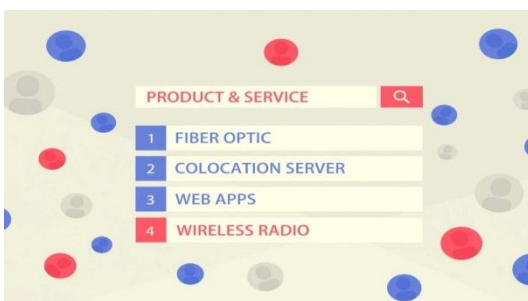 PRODUCT & SERVICE
1 FIBER OPTIC
2 COLOCATION SERVER
3 WEB APPS
4 WIRELESS RADIO